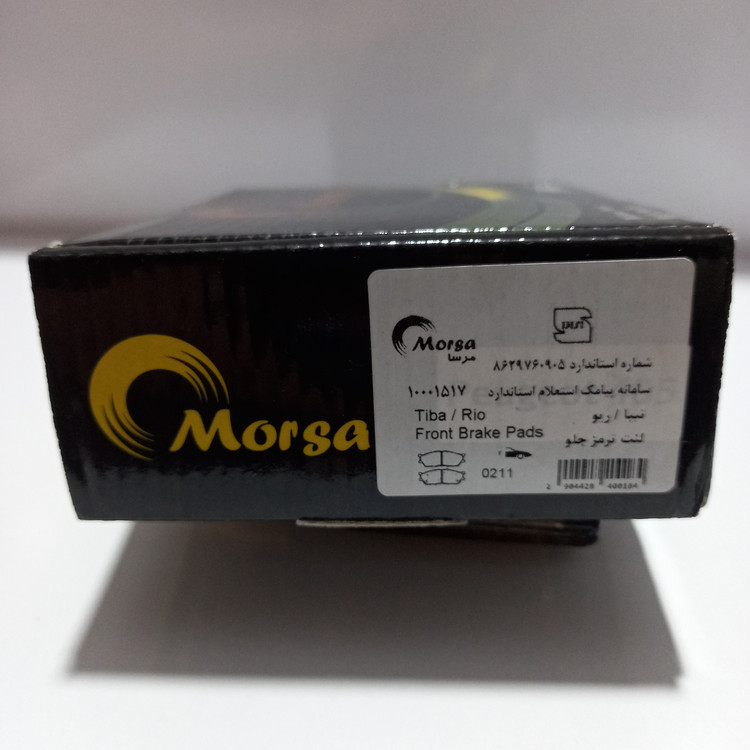 Morsa
Morsa
مرسا
شماره استاندارد ۸۶۲۹۷۶۰۹۰۵
سامانه پیامک استعلام استاندارد ۱۰۰۰۱۵۱۷
Tiba / Rio
تیبا / ریو
Front Brake Pads
لنت ترمز جلو
0211